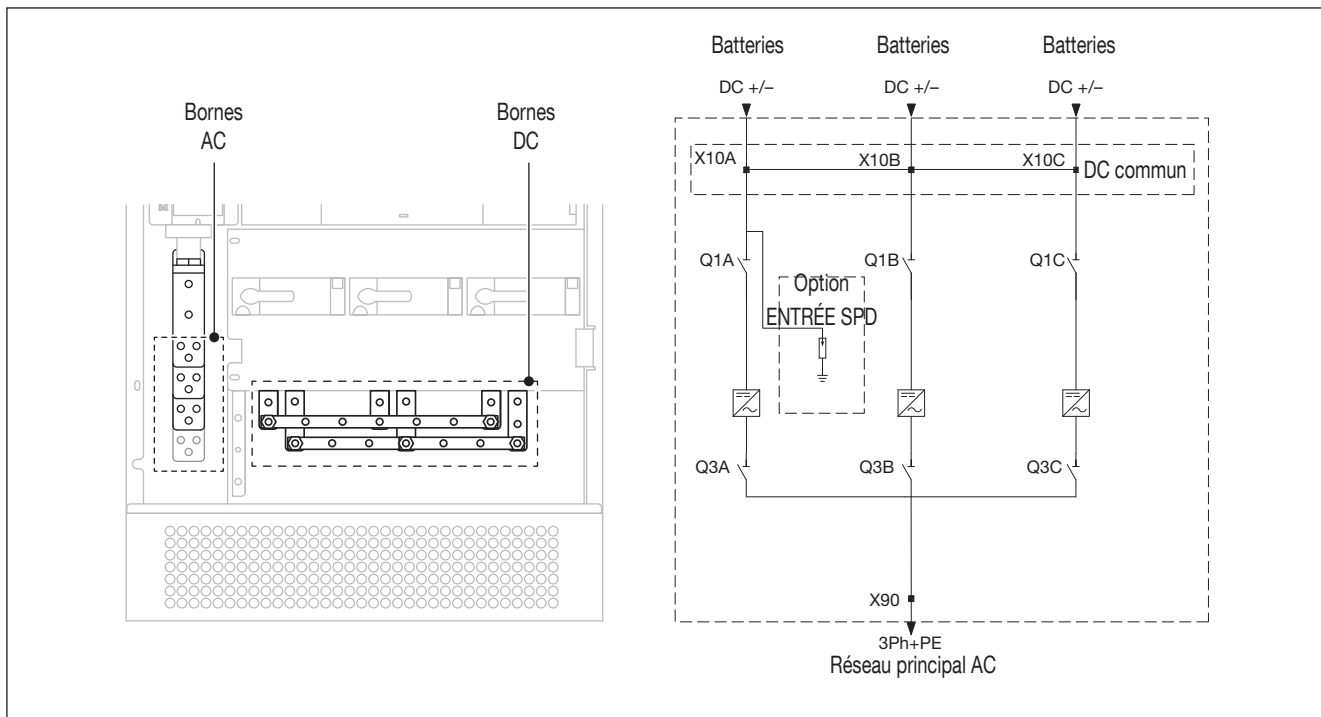 Bornes
AC
Bornes
DC
Batteries
Batteries
Batteries
DC +/–
DC +/–
DC +/–
X10A
X10B
X10C
DC commun
Q1A
Q1B
Q1C
Option
ENTRÉE SPD
Q3A
Q3B
Q3C
X90
3Ph+PE
Réseau principal AC